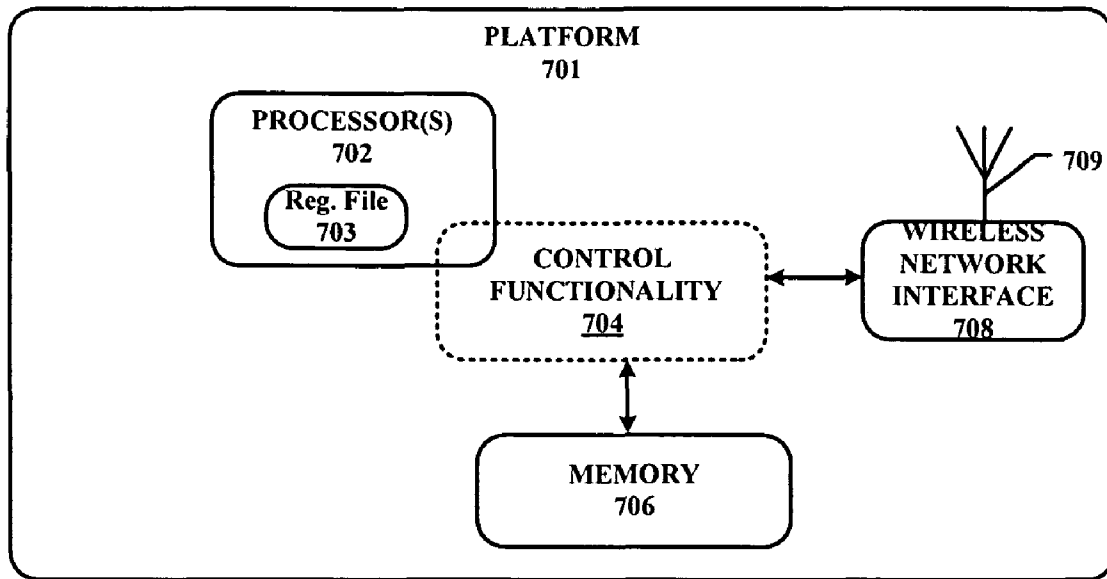 PLATFORM
701
PROCESSOR(S)
702
Reg. File
703
709
CONTROL
FUNCTIONALITY
704
WIRELESS
NETWORK
INTERFACE
708
MEMORY
706